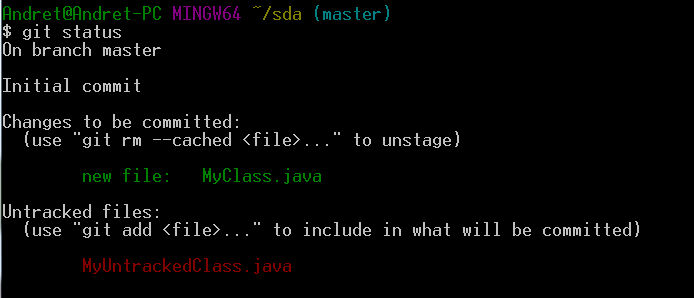 Andret@Andret-PC MINGW64 ~/sda (master)
$ git status
On branch master
Initial commit
Changes to be committed:
(use "git rm --cached <file>..." to unstage)
new file: MyClass.java
Untracked files:
(use "git add <file>..." to include in what will be committed)
MyUntrackedClass.java